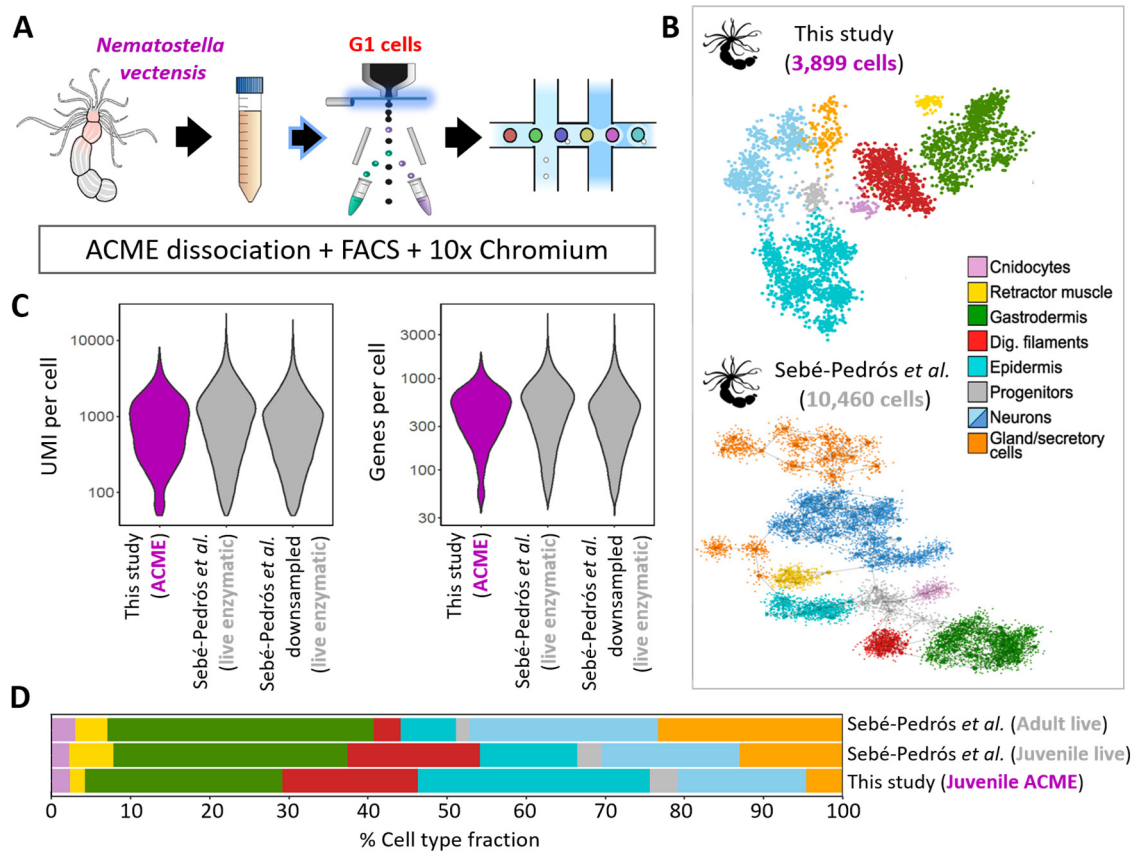 A
Nematostella
vectensis
G1 cells
ACME dissociation + FACS + 10x Chromium
B
This study
(3,899 cells)
Cnidocytes
Retractor muscle
Gastrodermis
Dig. filaments
Epidermis
Progenitors
Neurons
Gland/secretory
cells
Sebé-Pedrós et al.
(10,460 cells)
C
UMI per cell
10000
1000
100
This study
(ACME)
Sebé-Pedrós et al.
(live enzymatic)
Sebé-Pedrós et al.
downsampled
(live enzymatic)
Genes per cell
3000
1000
300
100
30
This study
(ACME)
Sebé-Pedrós et al.
(live enzymatic)
Sebé-Pedrós et al.
downsampled
(live enzymatic)
D
Sebé-Pedrós et al. (Adult live)
Sebé-Pedrós et al. (Juvenile live)
This study (Juvenile ACME)
0 10 20 30 40 50 60 70 80 90 100
% Cell type fraction